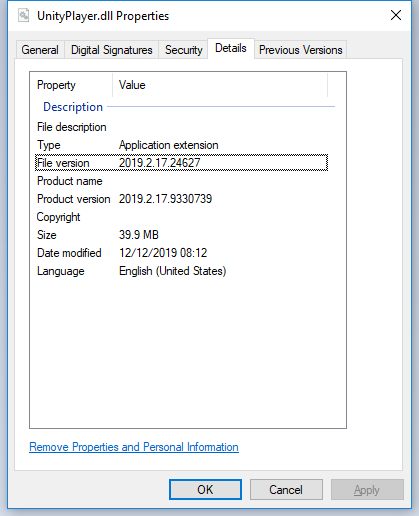 UnityPlayer.dll Properties
General Digital Signatures Security Details Previous Versions
Property Value
Description
File description
Type Application extension
File version 2019.2.17.24627
Product name
Product version 2019.2.17.9330739
Copyright
Size 39.9 MB
Date modified 12/12/2019 08:12
Language English (United States)
Remove Properties and Personal Information
OK Cancel Apply